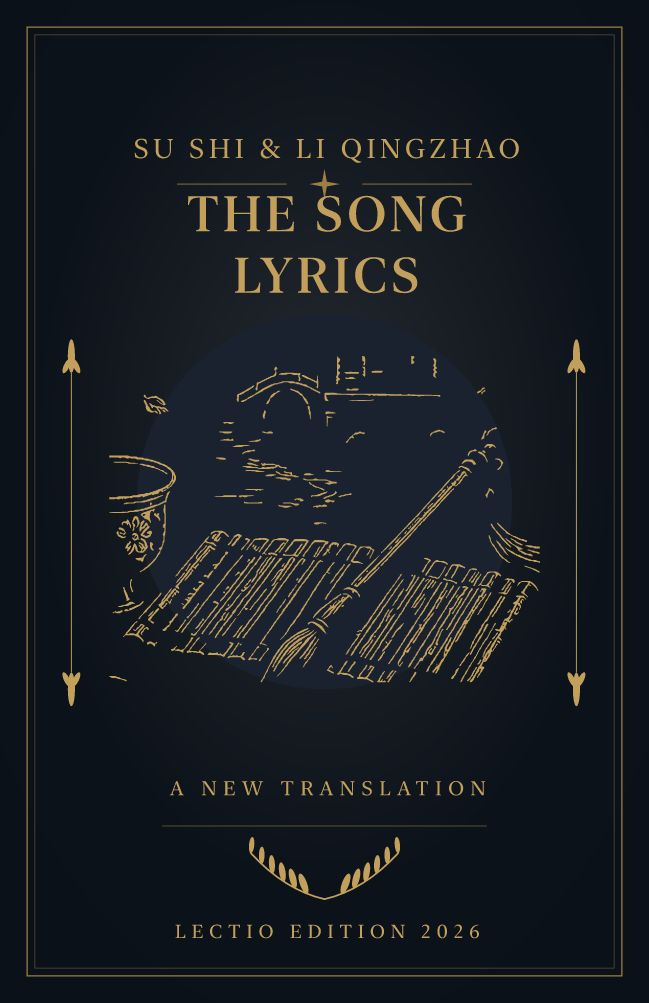 SU SHI & LI QINGZHAO
THE SONG
LYRICS
A NEW TRANSLATION
LECTIO EDITION 2026